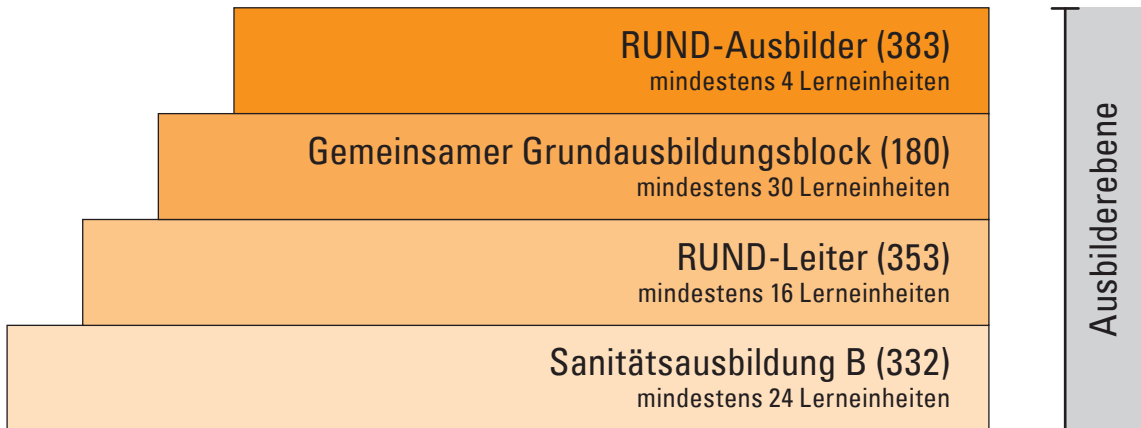 RUND-Ausbilder (383)
mindestens 4 Lerneinheiten
Gemeinsamer Grundausbildungsblock (180)
mindestens 30 Lerneinheiten
RUND-Leiter (353)
mindestens 16 Lerneinheiten
Sanitätsausbildung B (332)
mindestens 24 Lerneinheiten
Ausbilderebene